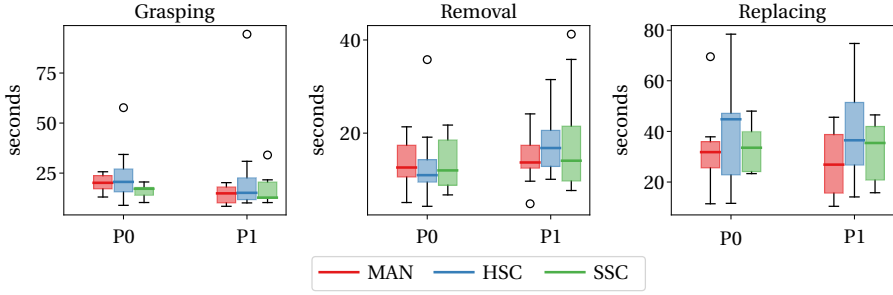 Grasping
seconds
75
50
25
P0 P1
Removal
seconds
40
20
P0 P1
Replacing
seconds
80
60
40
20
P0 P1
MAN HSC SSC